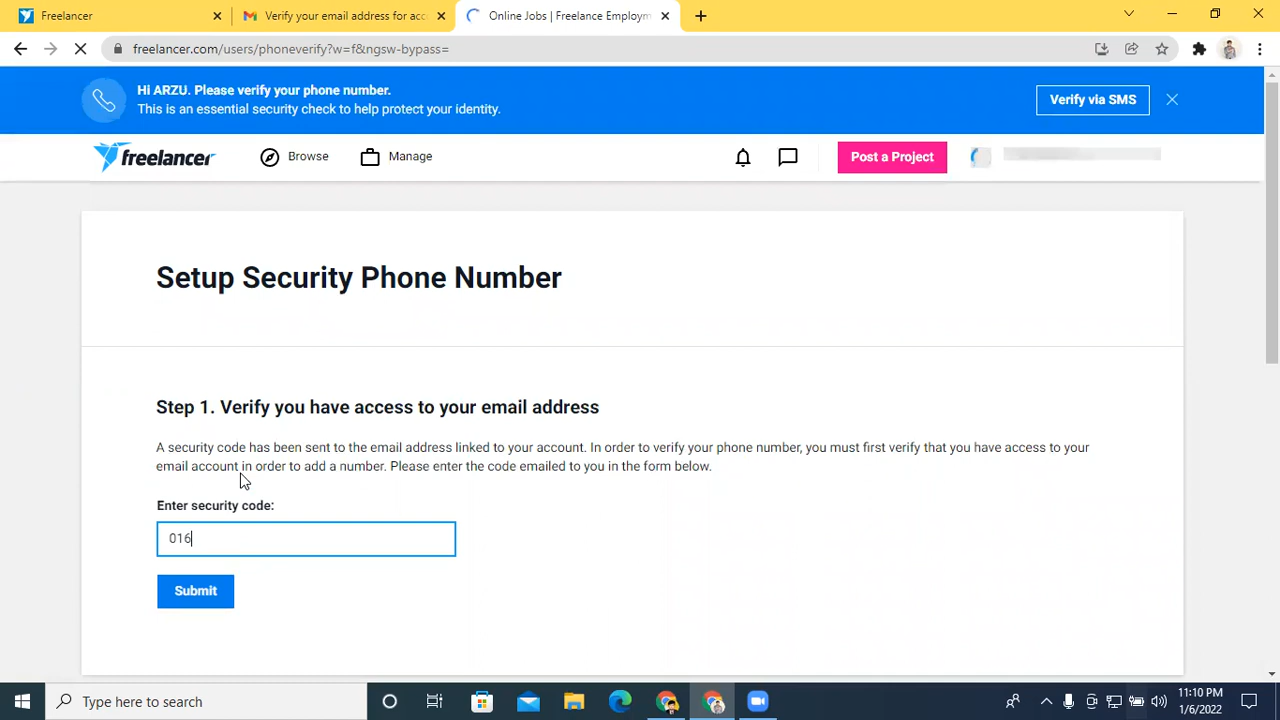 Freelancer
Verify your email address for acc
Online Jobs | Freelance Employm
freelancer.com/users/phoneverify?w=f&ngsw-bypass=
Hi ARZU. Please verify your phone number.
This is an essential security check to help protect your identity.
Verify via SMS
freelancer
Browse
Manage
Post a Project
Setup Security Phone Number
Step 1. Verify you have access to your email address
A security code has been sent to the email address linked to your account. In order to verify your phone number, you must first verify that you have access to your
email account in order to add a number. Please enter the code emailed to you in the form below.
Enter security code:
016
Submit
Type here to search
11:10 PM
1/6/2022